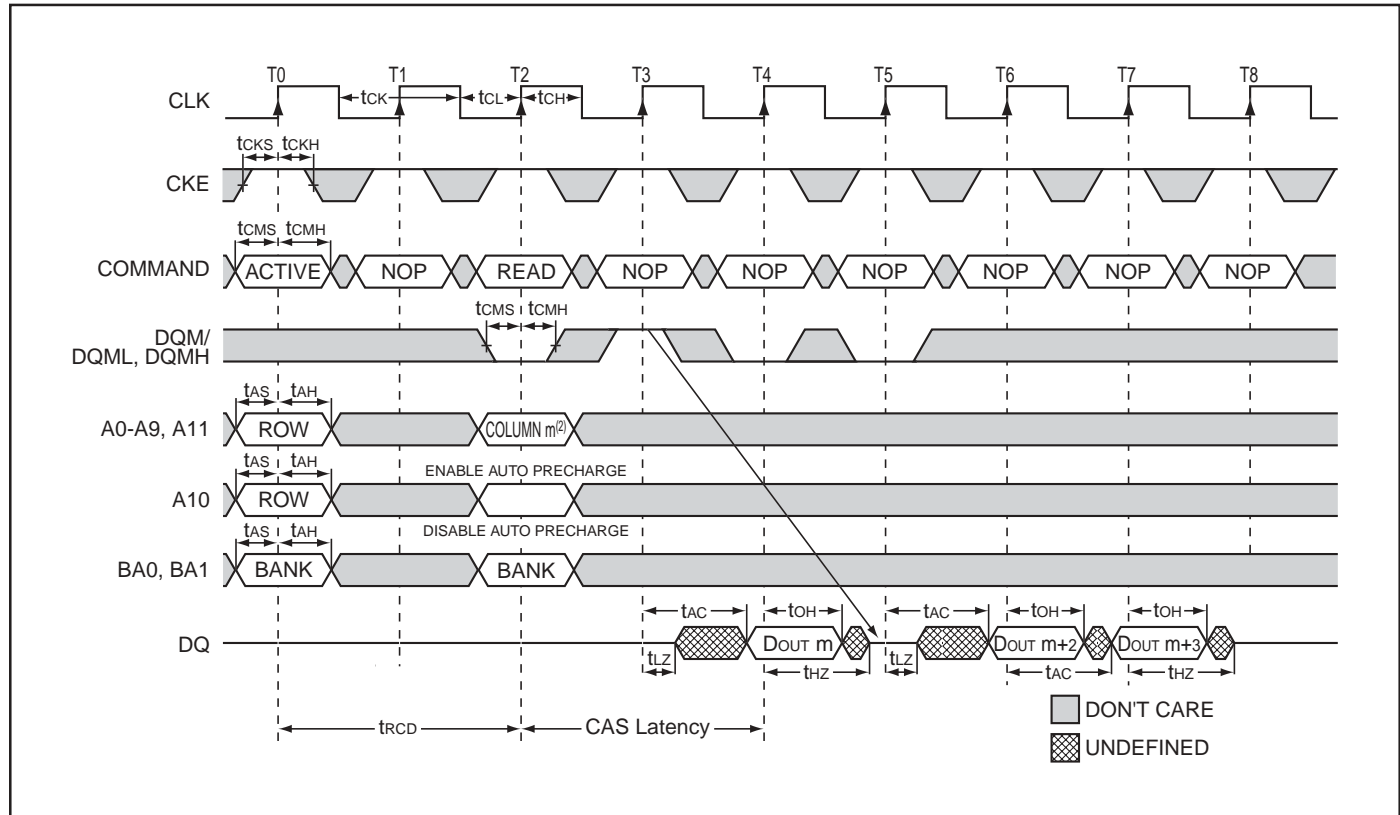 T0 T1 T2 T3 T4 T5 T6 T7 T8
CLK
tCK tCL tCH
tCKS tCKH
CKE
tCMS tCMH
COMMAND ACTIVE NOP READ NOP NOP NOP NOP NOP NOP
tCMS tCMH
DQM/
DQML, DQMH
tAS tAH
A0-A9, A11 ROW COLUMN m(2)
tAS tAH ENABLE AUTO PRECHARGE
A10 ROW
tAS tAH DISABLE AUTO PRECHARGE
BA0, BA1 BANK BANK
tAC tOH tAC tOH tOH
DQ DOUT m DOUT m+2 DOUT m+3
tLZ tHZ tLZ tAC tHZ
DON'T CARE
tRCD CAS Latency
UNDEFINED